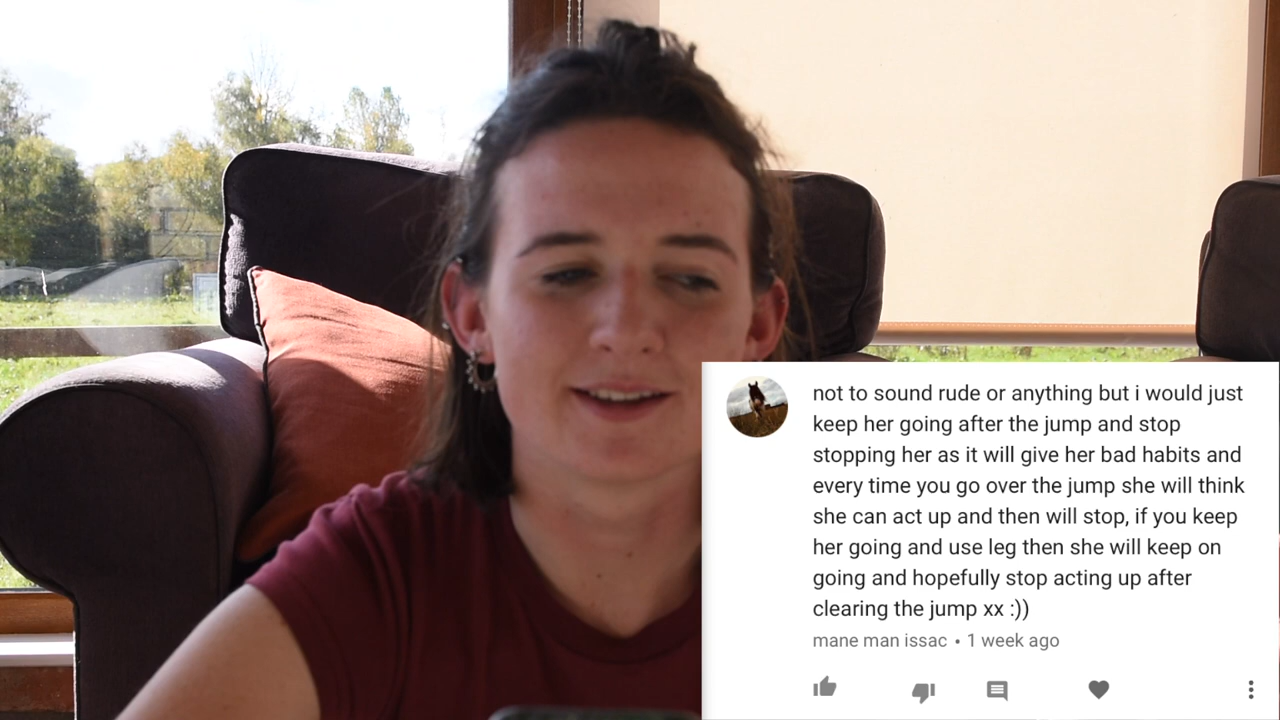 not to sound rude or anything but i would just
keep her going after the jump and stop
stopping her as it will give her bad habits and
every time you go over the jump she will think
she can act up and then will stop, if you keep
her going and use leg then she will keep on
going and hopefully stop acting up after
clearing the jump xx :))
mane man issac • 1 week ago